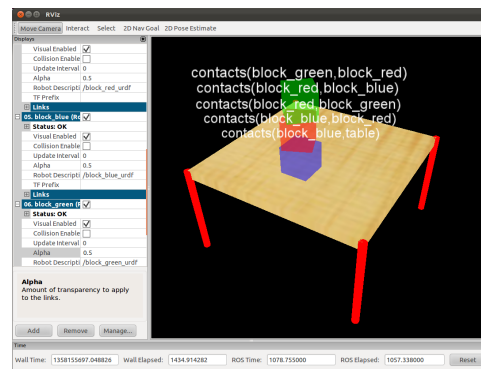 RViz
Move Camera Interact Select 2D Nav Goal 2D Pose Estimate
Displays
Visual Enabled
Collision Enable
Update Interval 0
Alpha 0.5
Robot Descripti /block_red_urdf
TF Prefix
Links
05. block_blue (Ro
Status: OK
Visual Enabled
Collision Enable
Update Interval 0
Alpha 0.5
Robot Descripti /block_blue_urdf
TF Prefix
Links
06. block_green (R
Status: OK
Visual Enabled
Collision Enable
Update Interval 0
Alpha 0.5
Robot Descripti /block_green_urdf
Alpha
Amount of transparency to apply
to the links.
Add Remove Manage...
contacts(block_green,block_red)
contacts(block_red,block_blue)
contacts(block_red,block_green)
contacts(block_blue,block_red)
contacts(block_blue,table)
Time
Wall Time: 1358155697.048826 Wall Elapsed: 1434.914282 ROS Time: 1078.755000 ROS Elapsed: 1057.338000 Reset